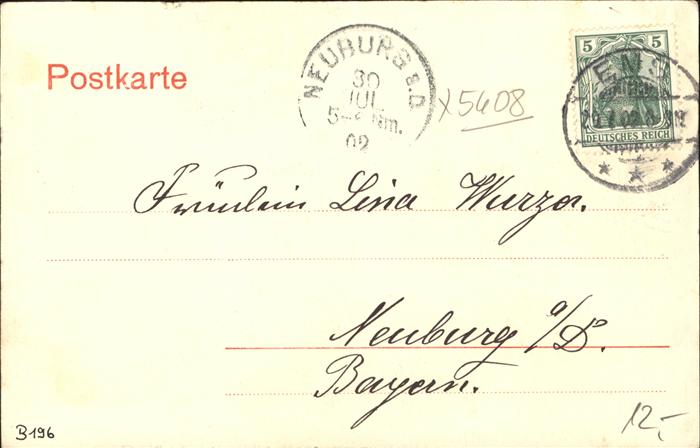 Postkarte
NEUBURG a.D.
30
JUL
5-6 Nm.
02
X5408
5 5
DEUTSCHES REICH
EMS
Fräulein Lina Wurzer.
Neuburg a/D.
Bayern.
B196
12,-